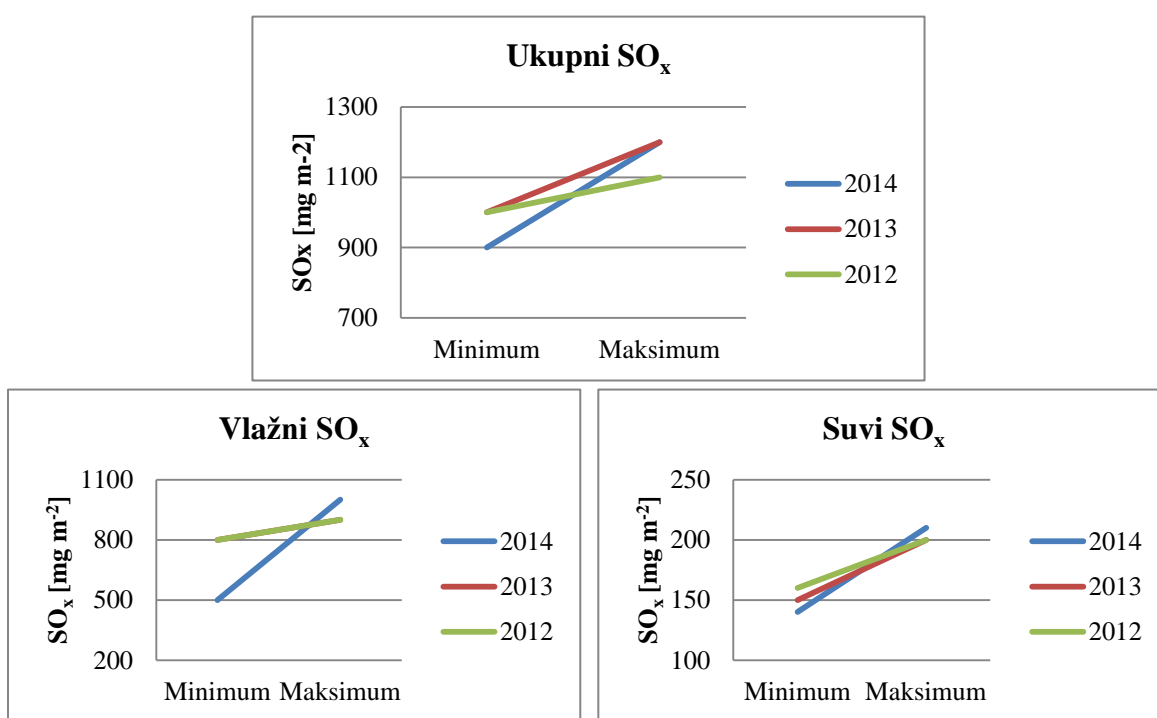 Ukupni SOₓ
SOx [mg m-2]
1300
1100
900
700
Minimum Maksimum
2014
2013
2012
Vlažni SOₓ
SOₓ [mg m⁻²]
1100
800
500
200
Minimum Maksimum
2014
2013
2012
Suvi SOₓ
SOₓ [mg m⁻²]
250
200
150
100
Minimum Maksimum
2014
2013
2012